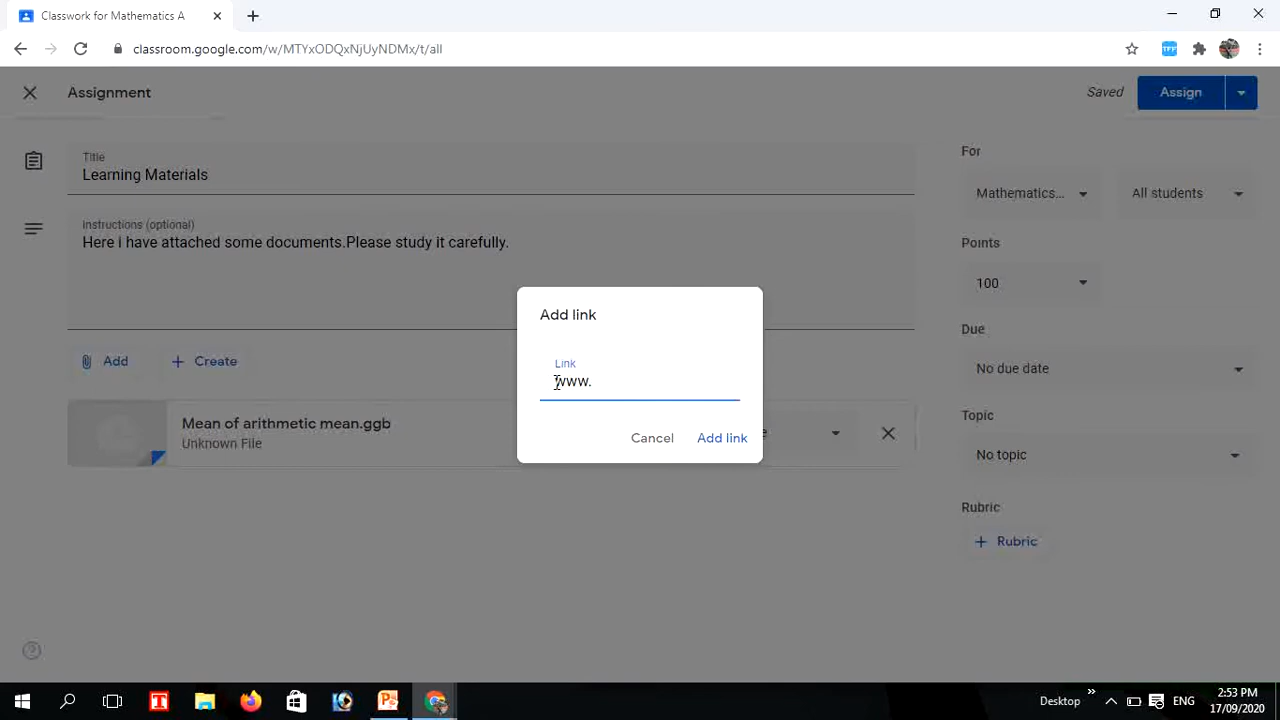 Classwork for Mathematics A
classroom.google.com/w/MTYxODQxNjUyNDMx/t/all
Assignment
Saved
Assign
Title
Learning Materials
Instructions (optional)
Here i have attached some documents.Please study it carefully.
Add
Create
Mean of arithmetic mean.ggb
Unknown File
Add link
Link
www.
Cancel
Add link
For
Mathematics...
All students
Points
100
Due
No due date
Topic
No topic
Rubric
Rubric
Desktop
ENG
2:53 PM
17/09/2020